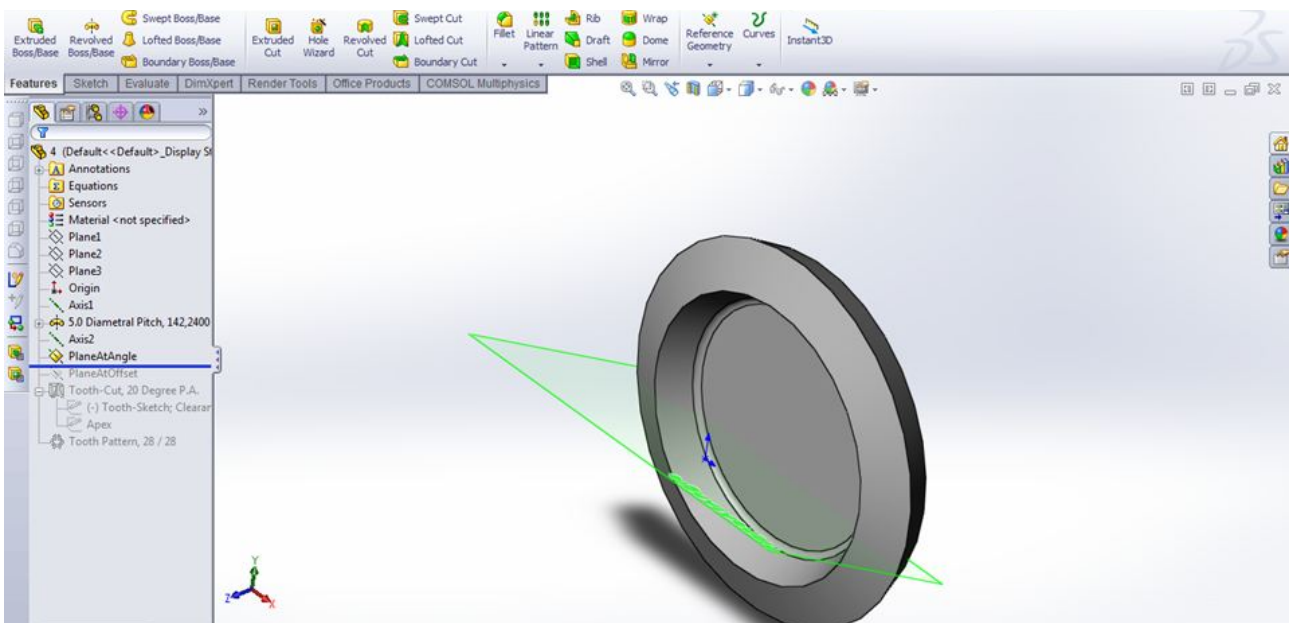 Extruded Boss/Base
Revolved Boss/Base
Swept Boss/Base
Lofted Boss/Base
Boundary Boss/Base
Extruded Cut
Hole Wizard
Revolved Cut
Swept Cut
Lofted Cut
Boundary Cut
Fillet
Linear Pattern
Rib
Draft
Shell
Wrap
Dome
Mirror
Reference Geometry
Curves
Instant3D
Features Sketch Evaluate DimXpert Render Tools Office Products COMSOL Multiphysics
4 (Default<<Default>_Display St
Annotations
Equations
Sensors
Material <not specified>
Plane1
Plane2
Plane3
Origin
Axis1
5.0 Diametral Pitch, 142,2400
Axis2
PlaneAtAngle
PlaneAtOffset
Tooth-Cut, 20 Degree P.A.
(-) Tooth-Sketch; Clearan
Apex
Tooth Pattern, 28 / 28
PlaneAtAngle
Y
Z
X